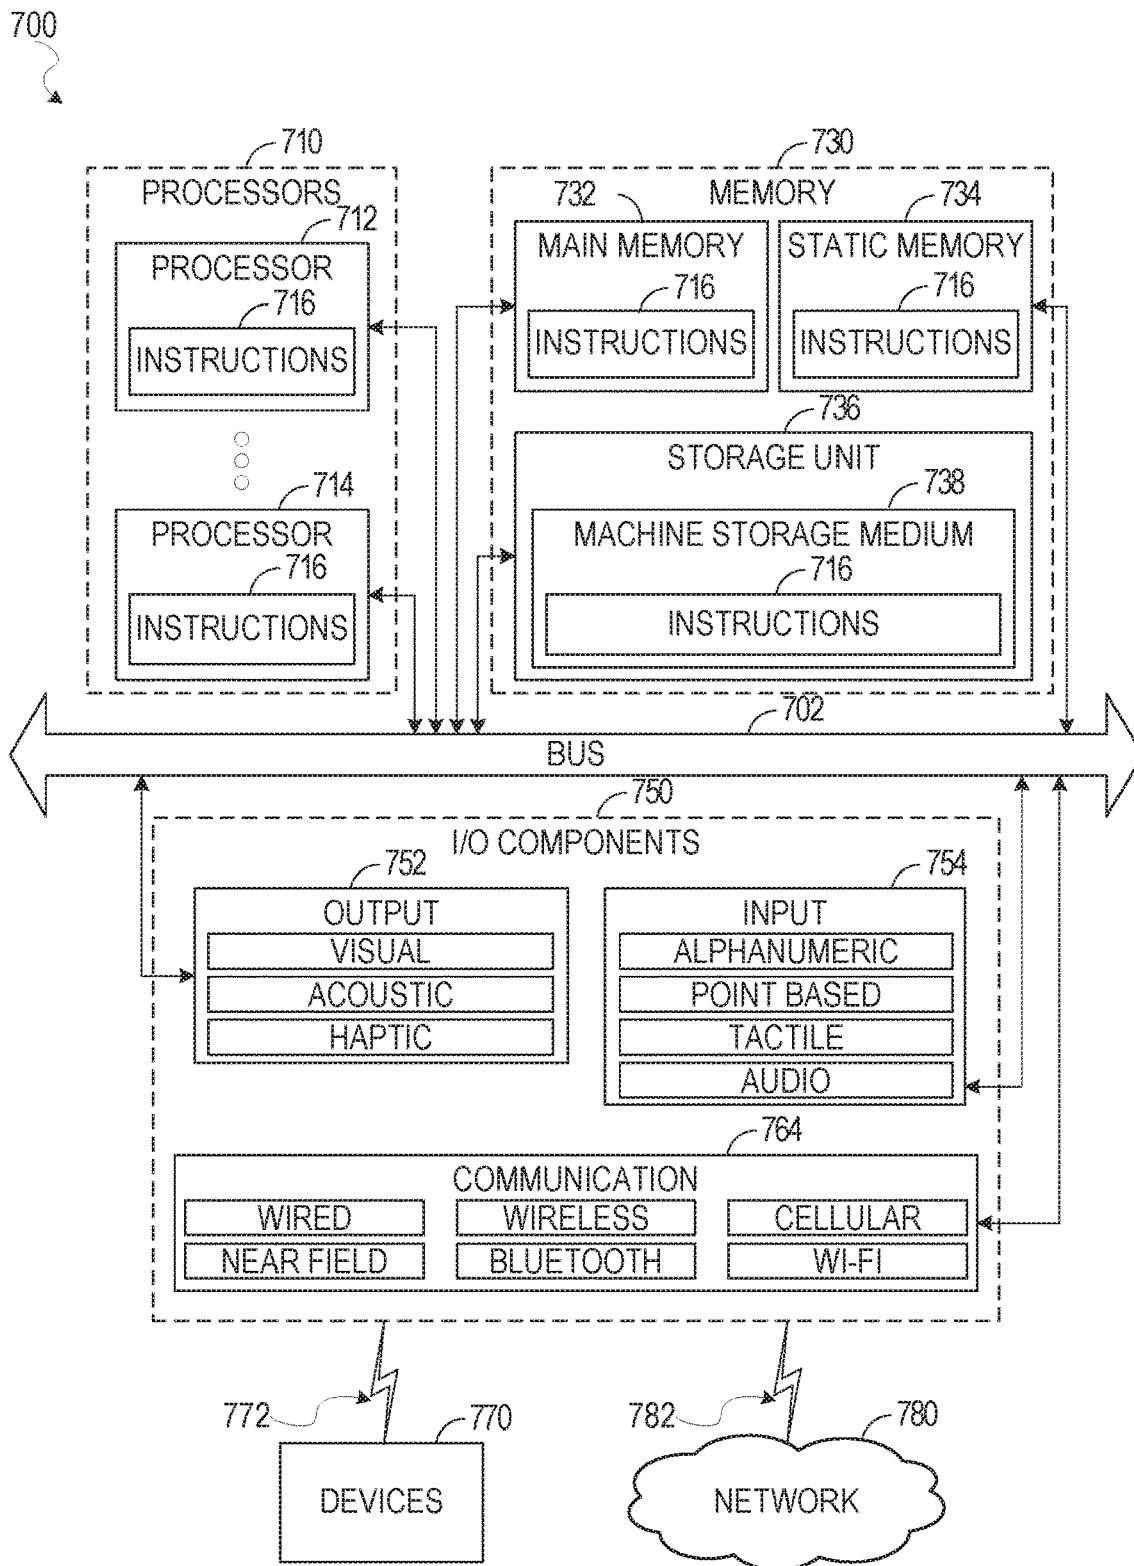 700
710
PROCESSORS
712
PROCESSOR
716
INSTRUCTIONS
714
PROCESSOR
716
INSTRUCTIONS
730
MEMORY
732
MAIN MEMORY
716
INSTRUCTIONS
734
STATIC MEMORY
716
INSTRUCTIONS
736
STORAGE UNIT
738
MACHINE STORAGE MEDIUM
716
INSTRUCTIONS
702
BUS
750
I/O COMPONENTS
752
OUTPUT
VISUAL
ACOUSTIC
HAPTIC
754
INPUT
ALPHANUMERIC
POINT BASED
TACTILE
AUDIO
764
COMMUNICATION
WIRED
WIRELESS
CELLULAR
NEAR FIELD
BLUETOOTH
WI-FI
772
770
DEVICES
782
780
NETWORK